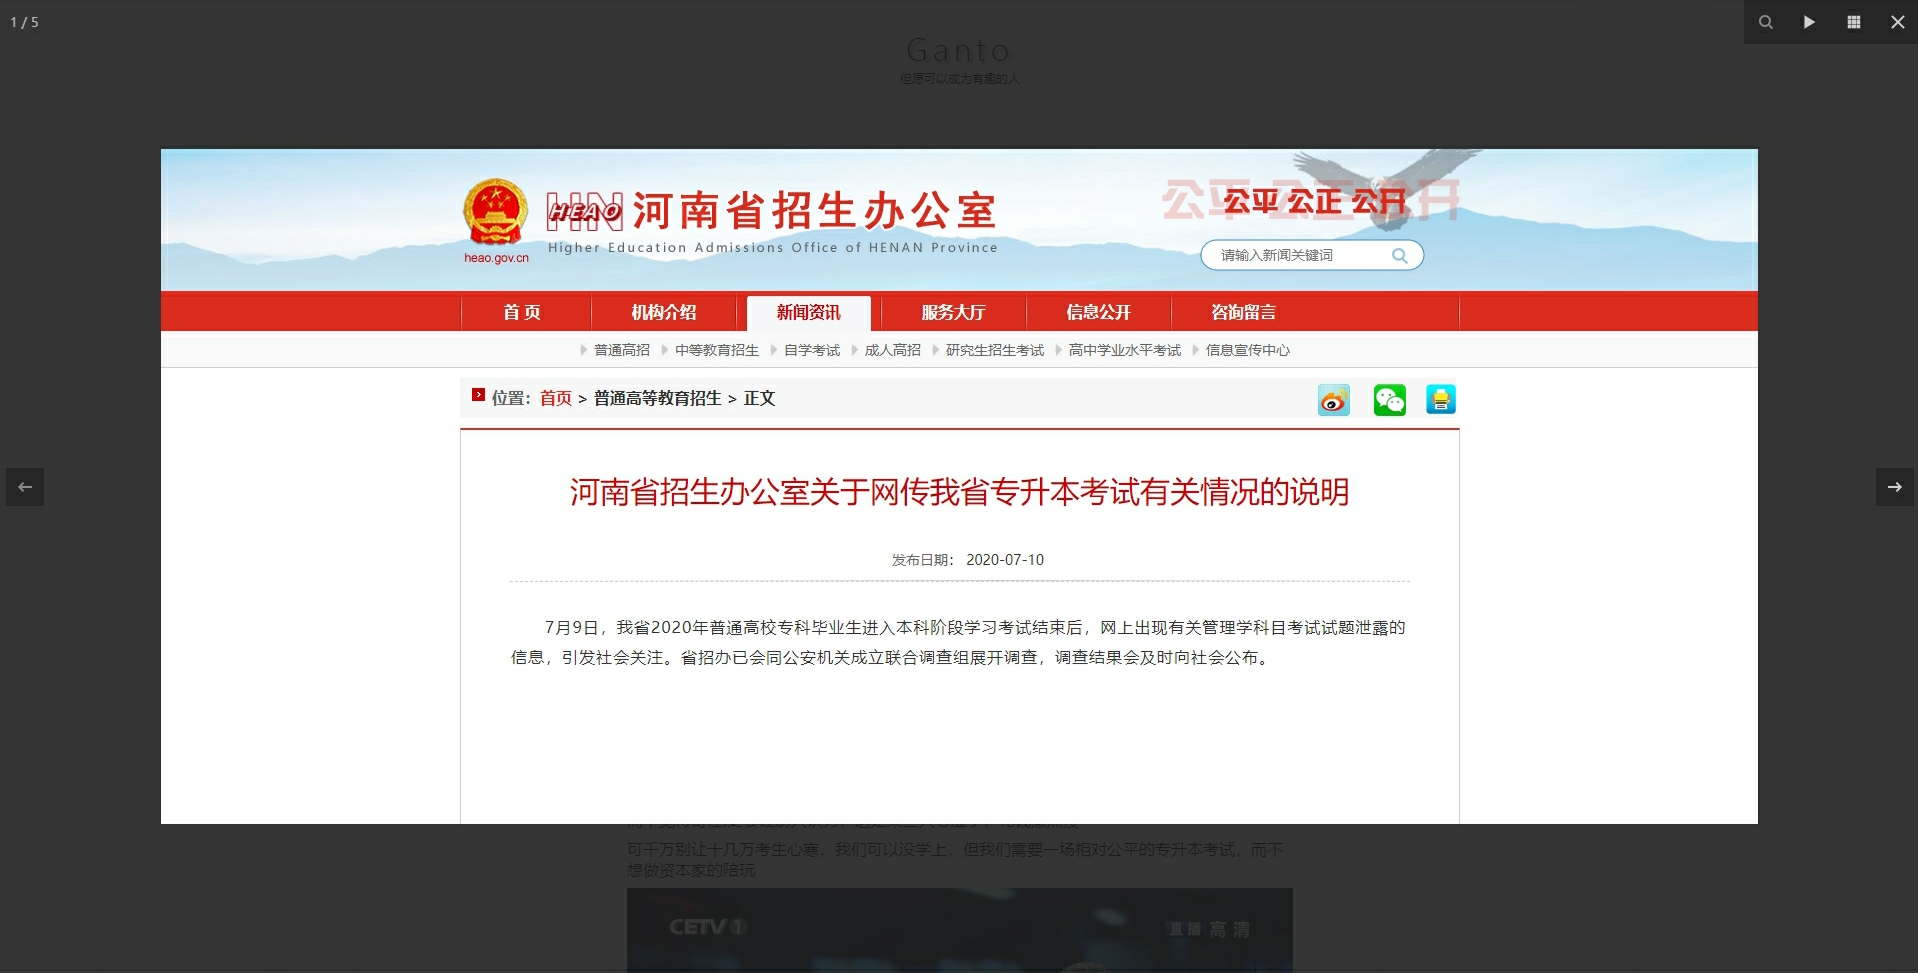 1 / 5
Ganto
但愿可以成为有趣的人
HN
HEAO
河南省招生办公室
Higher Education Admissions Office of HENAN Province
heao.gov.cn
公平 公正 公开
公平 公正 公开
请输入新闻关键词
首 页 机构介绍 新闻资讯 服务大厅 信息公开 咨询留言
普通高招 中等教育招生 自学考试 成人高招 研究生招生考试 高中学业水平考试 信息宣传中心
位置：首页 > 普通高等教育招生 > 正文
河南省招生办公室关于网传我省专升本考试有关情况的说明
发布日期： 2020-07-10
7月9日，我省2020年普通高校专科毕业生进入本科阶段学习考试结束后，网上出现有关管理学科目考试试题泄露的
信息，引发社会关注。省招办已会同公安机关成立联合调查组展开调查，调查结果会及时向社会公布。
可千万别让十几万考生心寒，我们可以没学上，但我们需要一场相对公平的专升本考试，而不
想做资本家的陪玩
CETV 1
直播 高清